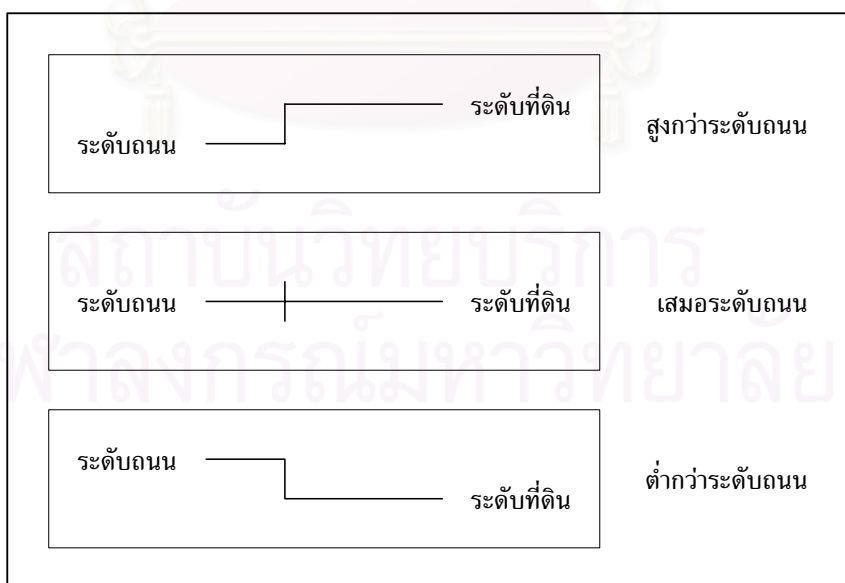 ระดับที่ดิน
สูงกว่าระดับถนน
ระดับถนน
สถาบันวิทยบริการ
ระดับถนน ระดับที่ดิน เสมอระดับถนน
ฬาลงกรณ์มหาวิทยาลัย
ระดับถนน
ต่ำกว่าระดับถนน
ระดับที่ดิน